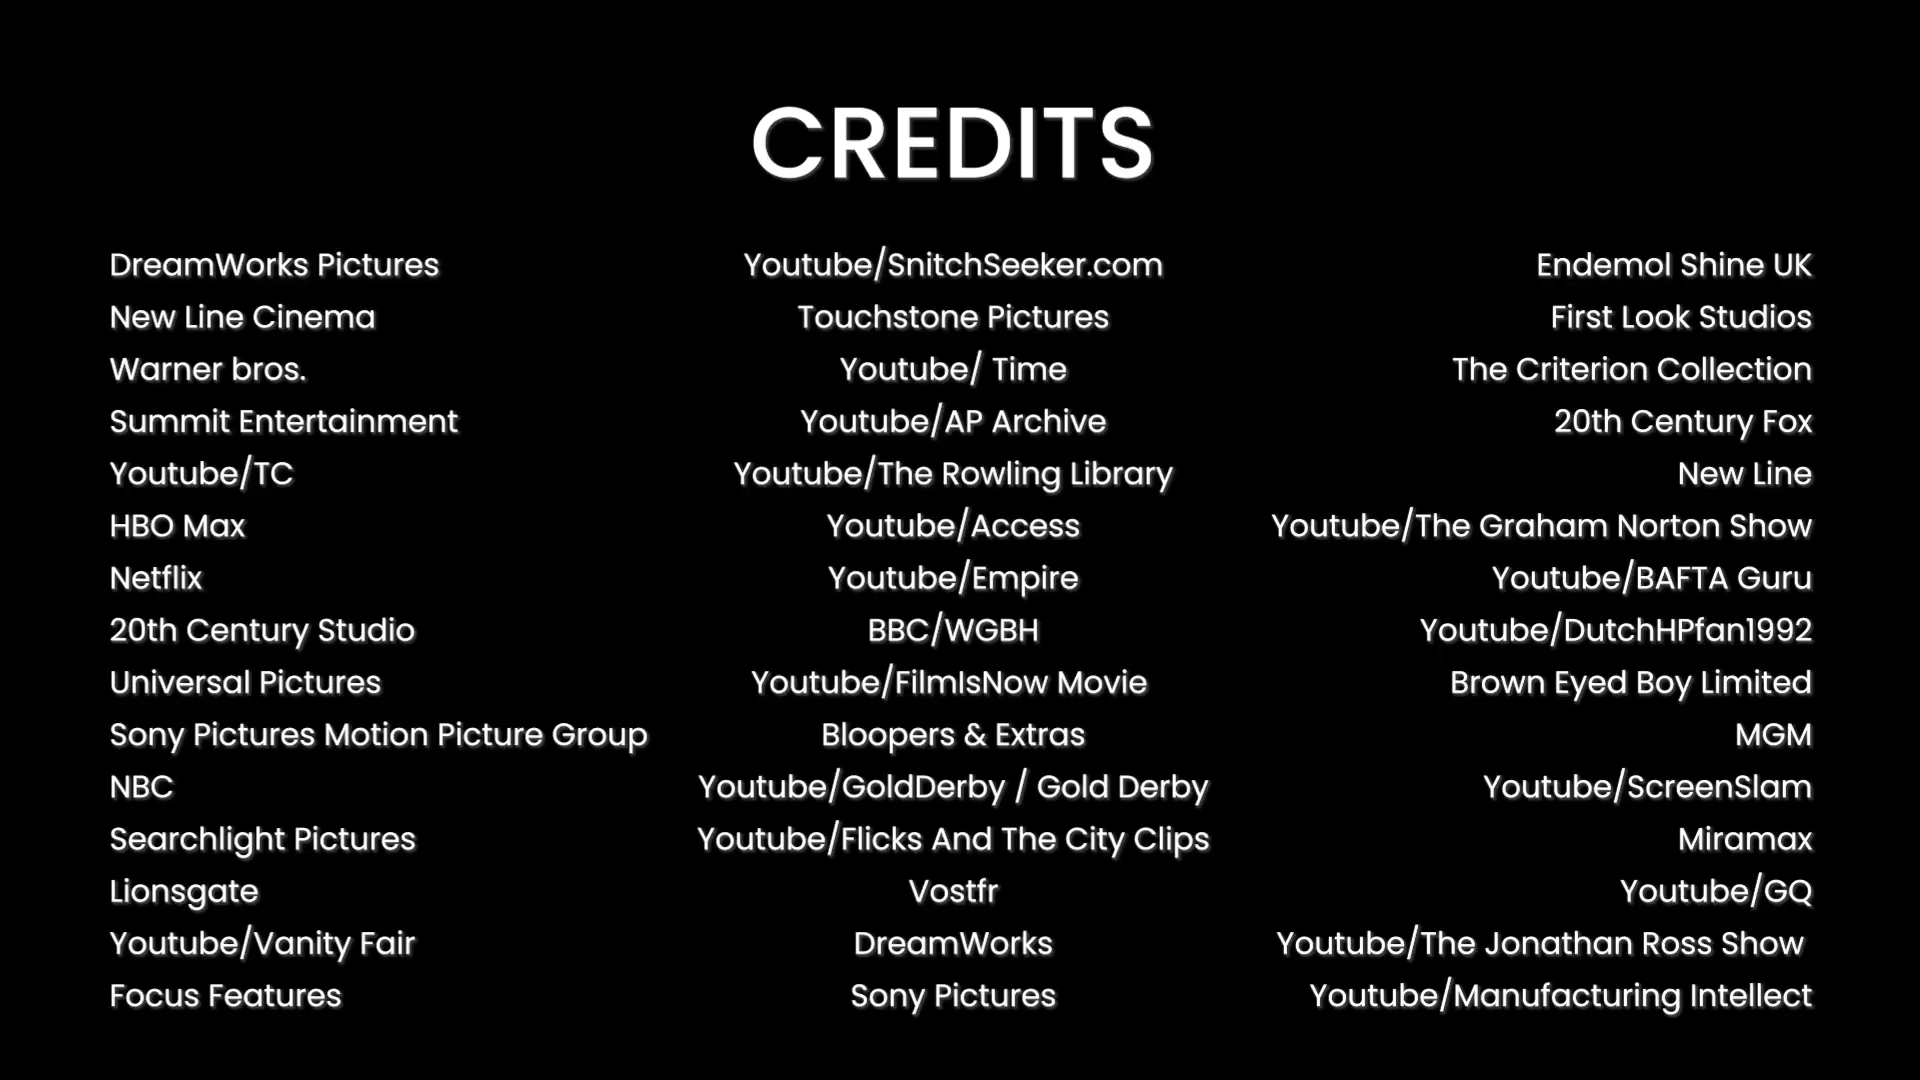 CREDITS
DreamWorks Pictures
New Line Cinema
Warner bros.
Summit Entertainment
Youtube/TC
HBO Max
Netflix
20th Century Studio
Universal Pictures
Sony Pictures Motion Picture Group
NBC
Searchlight Pictures
Lionsgate
Youtube/Vanity Fair
Focus Features
Youtube/SnitchSeeker.com
Touchstone Pictures
Youtube/ Time
Youtube/AP Archive
Youtube/The Rowling Library
Youtube/Access
Youtube/Empire
BBC/WGBH
Youtube/FilmIsNow Movie
Bloopers & Extras
Youtube/GoldDerby / Gold Derby
Youtube/Flicks And The City Clips
Vostfr
DreamWorks
Sony Pictures
Endemol Shine UK
First Look Studios
The Criterion Collection
20th Century Fox
New Line
Youtube/The Graham Norton Show
Youtube/BAFTA Guru
Youtube/DutchHPfan1992
Brown Eyed Boy Limited
MGM
Youtube/ScreenSlam
Miramax
Youtube/GQ
Youtube/The Jonathan Ross Show
Youtube/Manufacturing Intellect